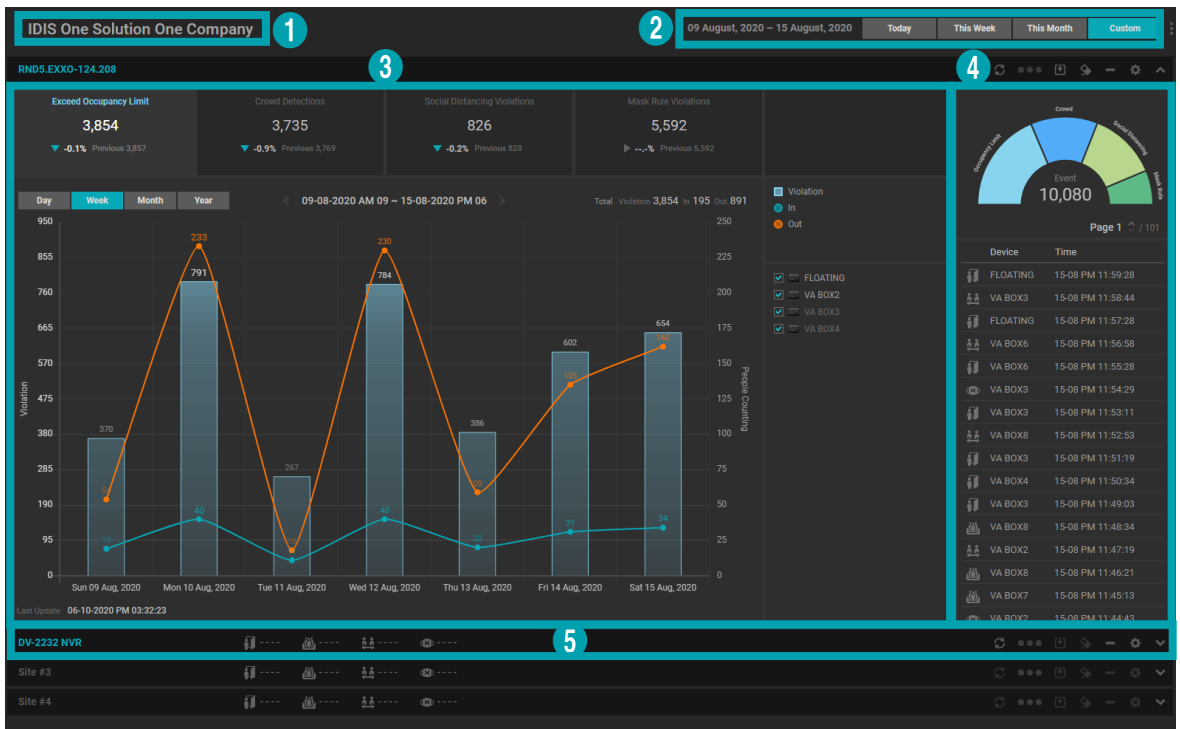 IDIS One Solution One Company
1
2
09 August, 2020 ~ 15 August, 2020 Today This Week This Month Custom
RND5.EXXO-124.208
3
4
Exceed Occupancy Limit Crowd Detections Social Distancing Violations Mask Rule Violations
3,854 3,735 826 5,592
-0.1% Previous 3,857 -0.9% Previous 3,769 -0.2% Previous 828 --.-% Previous 5,592
Day Week Month Year
09-08-2020 AM 09 ~ 15-08-2020 PM 06
Total Violation 3,854 In 195 Out 891
Violation
In
Out
FLOATING
VA BOX2
VA BOX3
VA BOX4
950
855
760
665
570
475
380
285
190
95
0
Violation
250
225
200
175
150
125
100
75
50
25
0
People Counting
370
791
267
784
386
602
654
233
230
135
162
59
19
40
40
20
31
34
Sun 09 Aug, 2020 Mon 10 Aug, 2020 Tue 11 Aug, 2020 Wed 12 Aug, 2020 Thu 13 Aug, 2020 Fri 14 Aug, 2020 Sat 15 Aug, 2020
Last Update 06-10-2020 PM 03:32:23
Occupancy Limit
Crowd
Social Distancing
Mask Rule
Event
10,080
Page 1 / 101
Device Time
FLOATING 15-08 PM 11:59:28
VA BOX3 15-08 PM 11:58:44
FLOATING 15-08 PM 11:57:28
VA BOX6 15-08 PM 11:56:58
VA BOX6 15-08 PM 11:55:28
VA BOX3 15-08 PM 11:54:29
VA BOX3 15-08 PM 11:53:11
VA BOX8 15-08 PM 11:52:53
VA BOX3 15-08 PM 11:51:19
VA BOX4 15-08 PM 11:50:34
VA BOX3 15-08 PM 11:49:03
VA BOX8 15-08 PM 11:48:34
VA BOX2 15-08 PM 11:47:19
VA BOX8 15-08 PM 11:46:21
VA BOX7 15-08 PM 11:45:13
VA BOX2 15-08 PM 11:44:43
DV-2232 NVR ---- ---- ---- ----
5
Site #3 ---- ---- ---- ----
Site #4 ---- ---- ---- ----